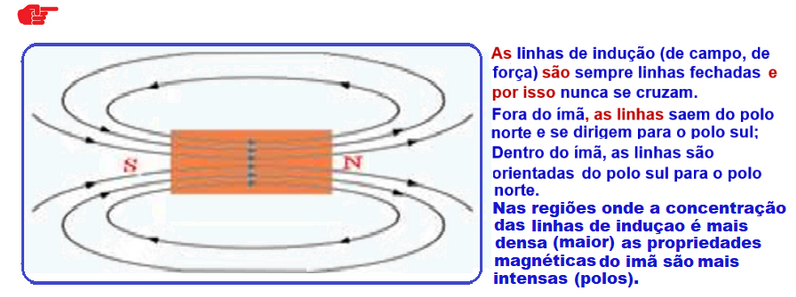 As linhas de indução (de campo, de
força) são sempre linhas fechadas e
por isso nunca se cruzam.
Fora do ímã, as linhas saem do polo
norte e se dirigem para o polo sul;
Dentro do ímã, as linhas são
orientadas do polo sul para o polo
norte.
Nas regiões onde a concentração
das linhas de induçao é mais
densa (maior) as propriedades
magnéticas do imã são mais
intensas (polos).
S
N